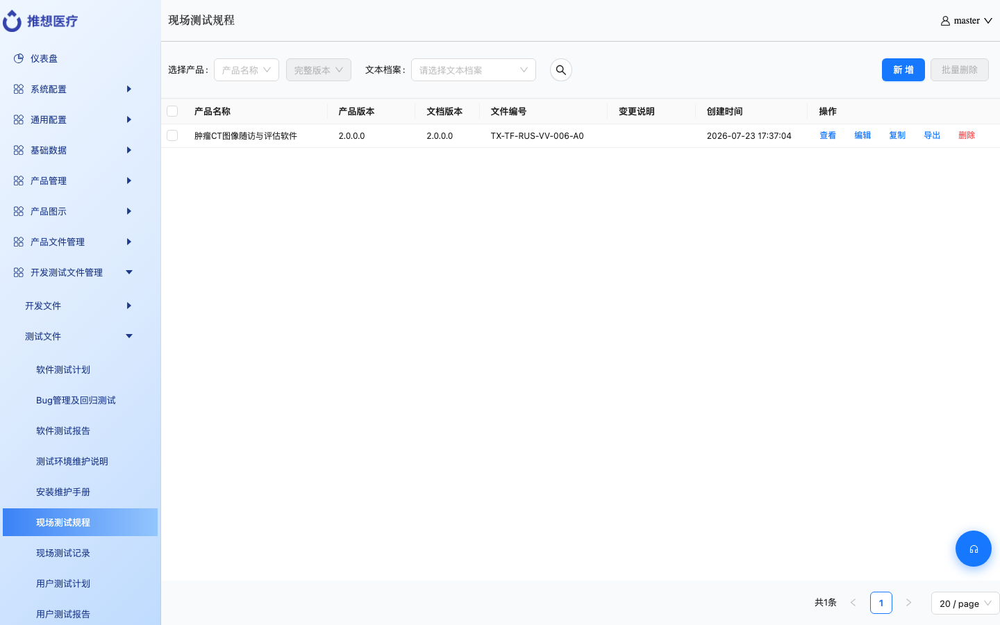 推想医疗
现场测试规程
master
仪表盘
系统配置
通用配置
基础数据
产品管理
产品图示
产品文件管理
开发测试文件管理
开发文件
测试文件
软件测试计划
Bug管理及回归测试
软件测试报告
测试环境维护说明
安装维护手册
现场测试规程
现场测试记录
用户测试计划
用户测试报告
选择产品： 产品名称 完整版本 文本档案： 请选择文本档案 新 增 批量删除
产品名称 产品版本 文档版本 文件编号 变更说明 创建时间 操作
肿瘤CT图像随访与评估软件 2.0.0.0 2.0.0.0 TX-TF-RUS-VV-006-A0 2026-07-23 17:37:04 查看 编辑 复制 导出 删除
共1条 1 20 / page